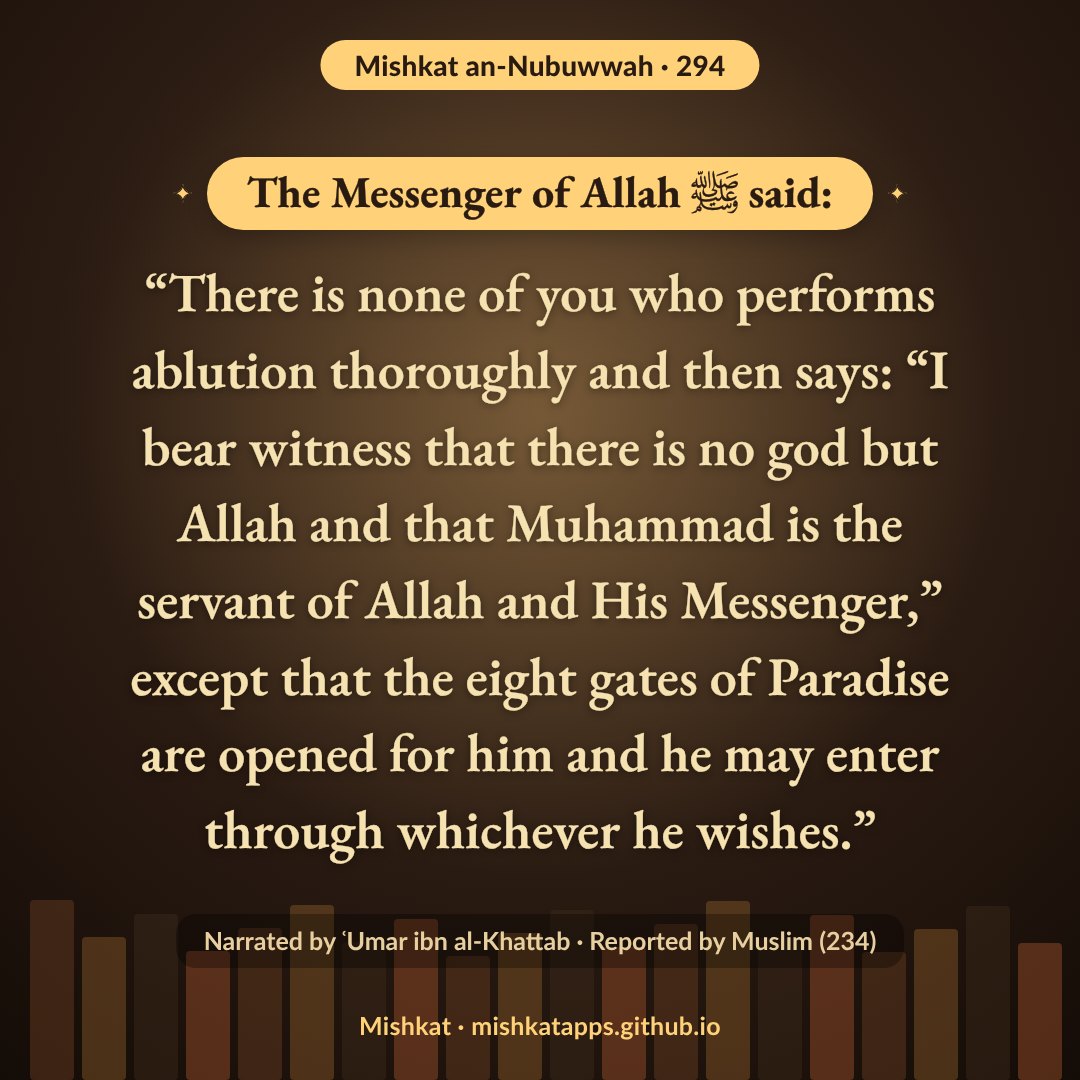 Mishkat an-Nubuwwah · 294
The Messenger of Allah ﷺ said:
“There is none of you who performs
ablution thoroughly and then says: “I
bear witness that there is no god but
Allah and that Muhammad is the
servant of Allah and His Messenger,”
except that the eight gates of Paradise
are opened for him and he may enter
through whichever he wishes.”
Narrated by ʿUmar ibn al-Khattab · Reported by Muslim (234)
Mishkat · mishkatapps.github.io